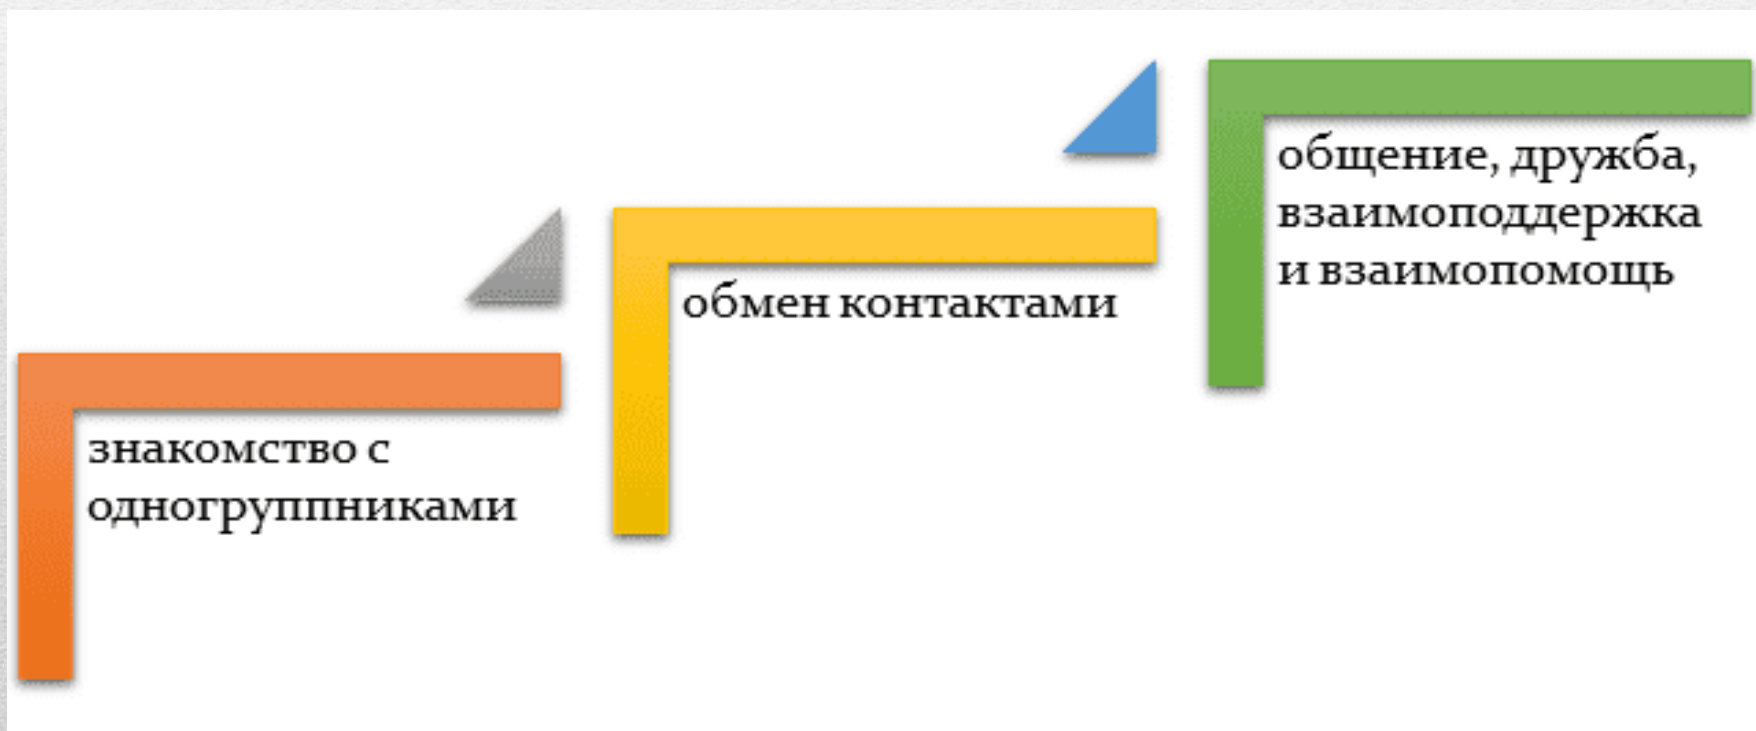 знакомство с
одногруппниками
обмен контактами
общение, дружба,
взаимоподдержка
и взаимопомощь